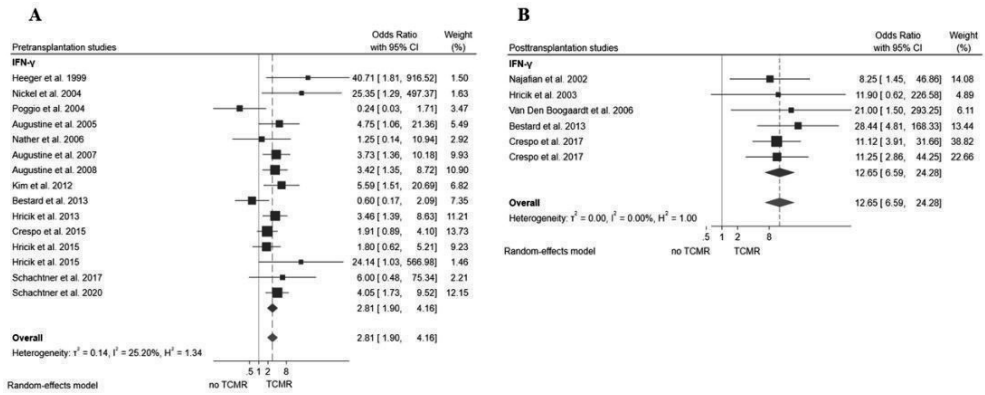 A
Odds Ratio Weight
Pretransplantation studies with 95% CI (%)
IFN-γ
Heeger et al. 1999 40.71 [ 1.81, 916.52] 1.50
Nickel et al. 2004 25.35 [ 1.29, 497.37] 1.63
Poggio et al. 2004 0.24 [ 0.03, 1.71] 3.47
Augustine et al. 2005 4.75 [ 1.06, 21.36] 5.49
Nather et al. 2006 1.25 [ 0.14, 10.94] 2.92
Augustine et al. 2007 3.73 [ 1.36, 10.18] 9.93
Augustine et al. 2008 3.42 [ 1.35, 8.72] 10.90
Kim et al. 2012 5.59 [ 1.51, 20.69] 6.82
Bestard et al. 2013 0.60 [ 0.17, 2.09] 7.35
Hricik et al. 2013 3.46 [ 1.39, 8.63] 11.21
Crespo et al. 2015 1.91 [ 0.89, 4.10] 13.73
Hricik et al. 2015 1.80 [ 0.62, 5.21] 9.23
Hricik et al. 2015 24.14 [ 1.03, 566.98] 1.46
Schachtner et al. 2017 6.00 [ 0.48, 75.34] 2.21
Schachtner et al. 2020 4.05 [ 1.73, 9.52] 12.15
2.81 [ 1.90, 4.16]
Overall 2.81 [ 1.90, 4.16]
Heterogeneity: τ² = 0.14, I² = 25.20%, H² = 1.34
.5 1 2 8
Random-effects model no TCMR TCMR
B
Odds Ratio Weight
Posttransplantation studies with 95% CI (%)
IFN-γ
Najafian et al. 2002 8.25 [ 1.45, 46.86] 14.08
Hricik et al. 2003 11.90 [ 0.62, 226.58] 4.89
Van Den Boogaardt et al. 2006 21.00 [ 1.50, 293.25] 6.11
Bestard et al. 2013 28.44 [ 4.81, 168.33] 13.44
Crespo et al. 2017 11.12 [ 3.91, 31.66] 38.82
Crespo et al. 2017 11.25 [ 2.86, 44.25] 22.66
12.65 [ 6.59, 24.28]
Overall 12.65 [ 6.59, 24.28]
Heterogeneity: τ² = 0.00, I² = 0.00%, H² = 1.00
.5 1 2 8
Random-effects model no TCMR TCMR